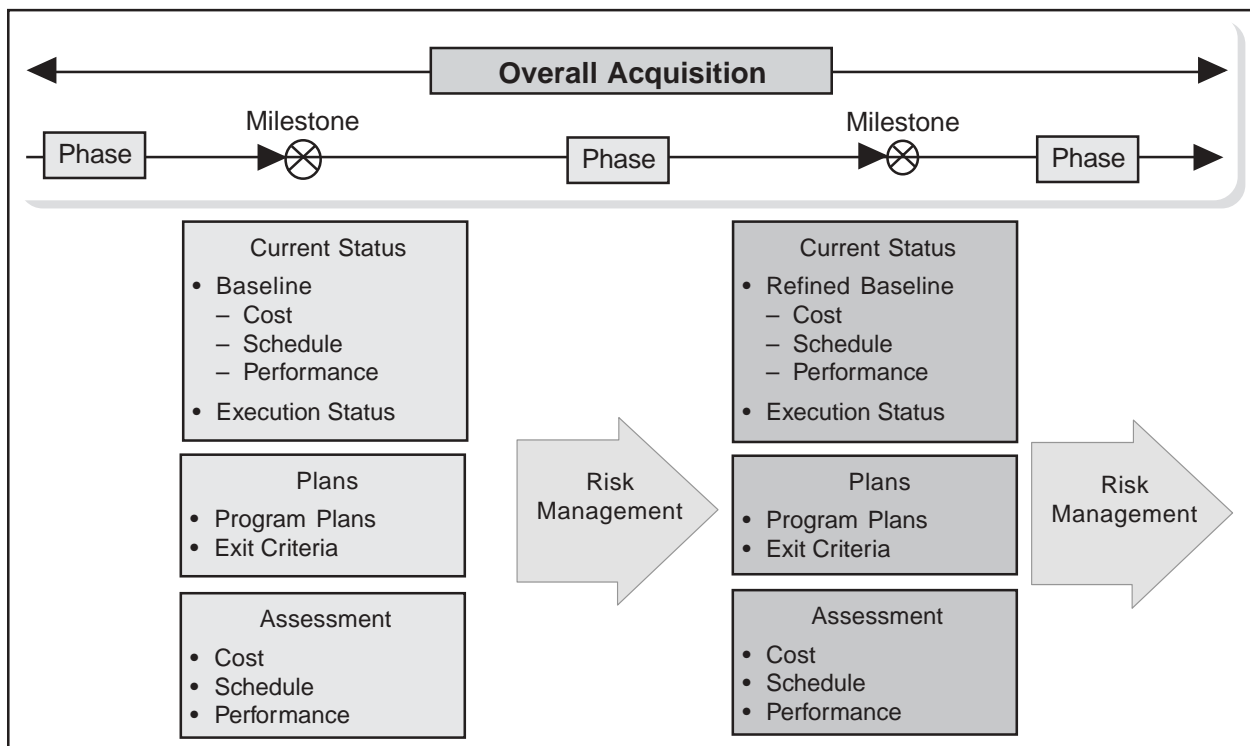 Overall Acquisition
Milestone
Milestone
Phase
Phase
Phase
Current Status
• Baseline
– Cost
– Schedule
– Performance
• Execution Status
Plans
• Program Plans
• Exit Criteria
Assessment
• Cost
• Schedule
• Performance
Risk
Management
Current Status
• Refined Baseline
– Cost
– Schedule
– Performance
• Execution Status
Plans
• Program Plans
• Exit Criteria
Assessment
• Cost
• Schedule
• Performance
Risk
Management